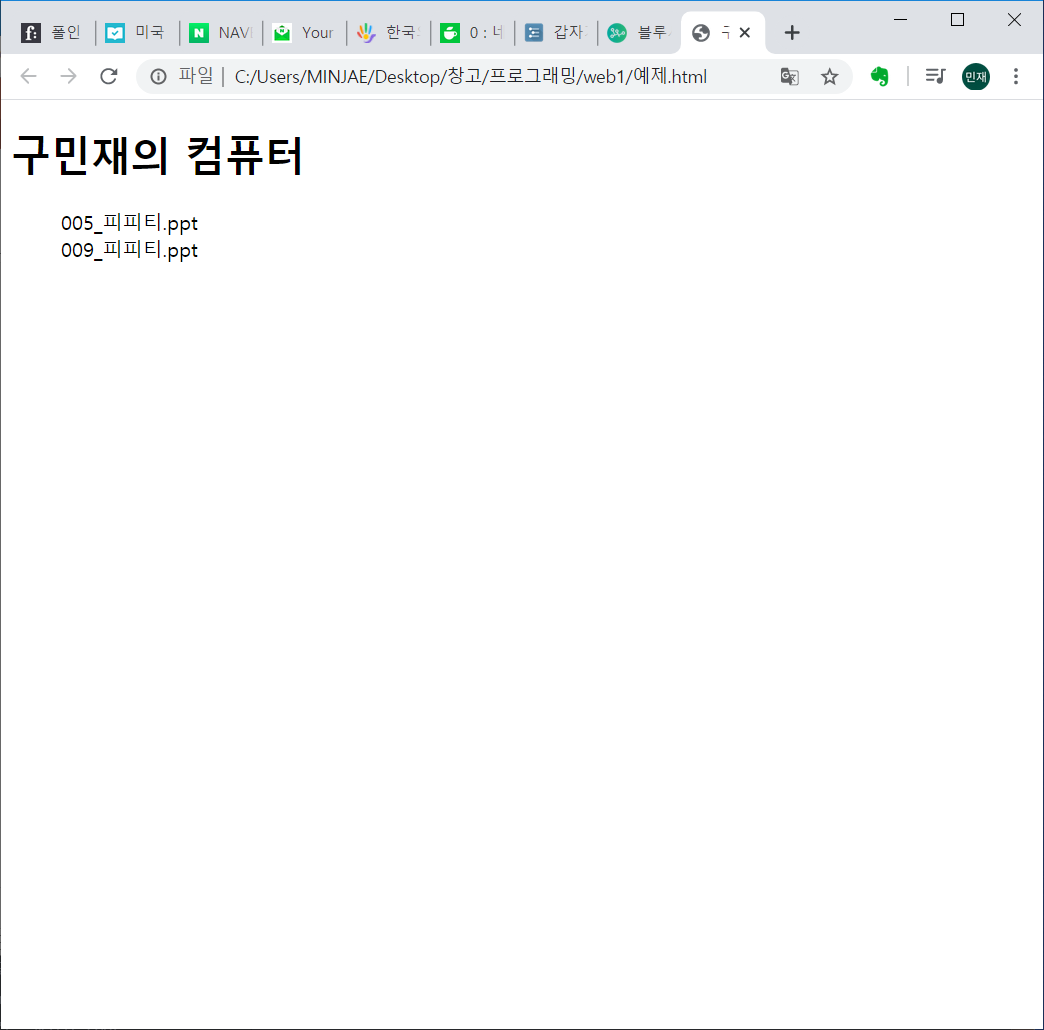 폴인
미국
NAV
Your
한국
0 : 네
갑자
블루
파일
C:/Users/MINJAE/Desktop/창고/프로그래밍/web1/예제.html
민재
구민재의 컴퓨터
005_피피티.ppt
009_피피티.ppt